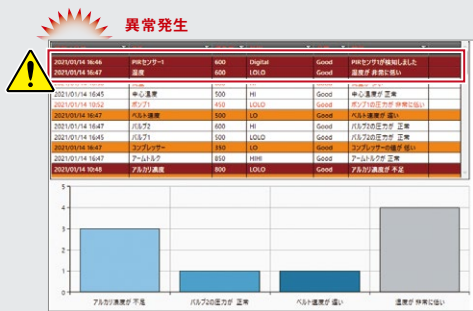 異常発生
2021/01/14 16:46 PIRセンサー1 600 Digital Good PIRセンサ1が検知しました
2021/01/14 16:47 温度 600 LOLO Good 温度が 非常に低い
2021/01/14 16:45 中心温度 500 HI Good 中心温度が 正常
2021/01/14 10:52 ポンプ1 450 LOLO Good ポンプ1の圧力が 非常に低い
2021/01/14 16:47 ベルト速度 500 LO Good ベルト速度が 遅い
2021/01/14 16:47 バルブ2 600 HI Good バルブ2の圧力が 正常
2021/01/14 16:45 バルブ1 500 LOLO Good バルブ1の圧力が 正常
2021/01/14 16:47 コンプレッサー 350 LO Good コンプレッサーの値が 低い
2021/01/14 16:47 アームトルク 850 HIHI Good アームトルクが 正常
2021/01/14 10:48 アルカリ濃度 800 LOLO Good アルカリ濃度が 不足
5
4
3
2
1
0
アルカリ濃度が 不足 バルブ2の圧力が 正常 ベルト速度が 遅い 温度が 非常に低い